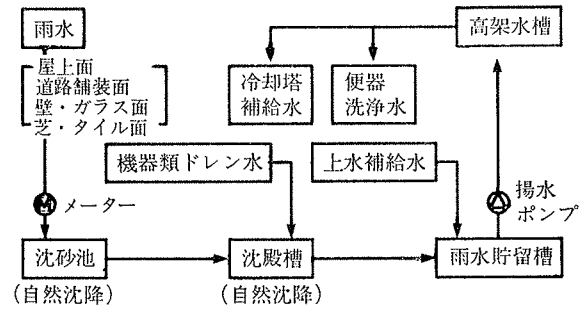 雨水
屋上面
道路舗装面
壁・ガラス面
芝・タイル面
高架水槽
冷却塔
補給水
便器
洗浄水
機器類ドレン水
上水補給水
M
メーター
揚水
ポンプ
沈砂池
(自然沈降)
沈殿槽
(自然沈降)
雨水貯留槽